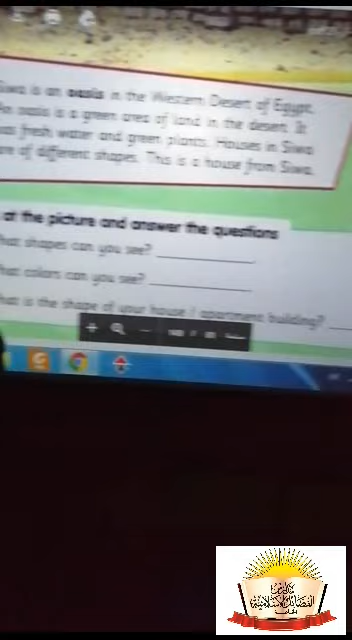 Siwa is an oasis in the Western Desert of Egypt.
oasis is a green area of land in the desert. It
has fresh water and green plants. Houses in Siwa
are of different shapes. This is a house from Siwa.
at the picture and answer the questions
What shapes can you see?
What colors can you see?
What is the shape of your house / apartment building?